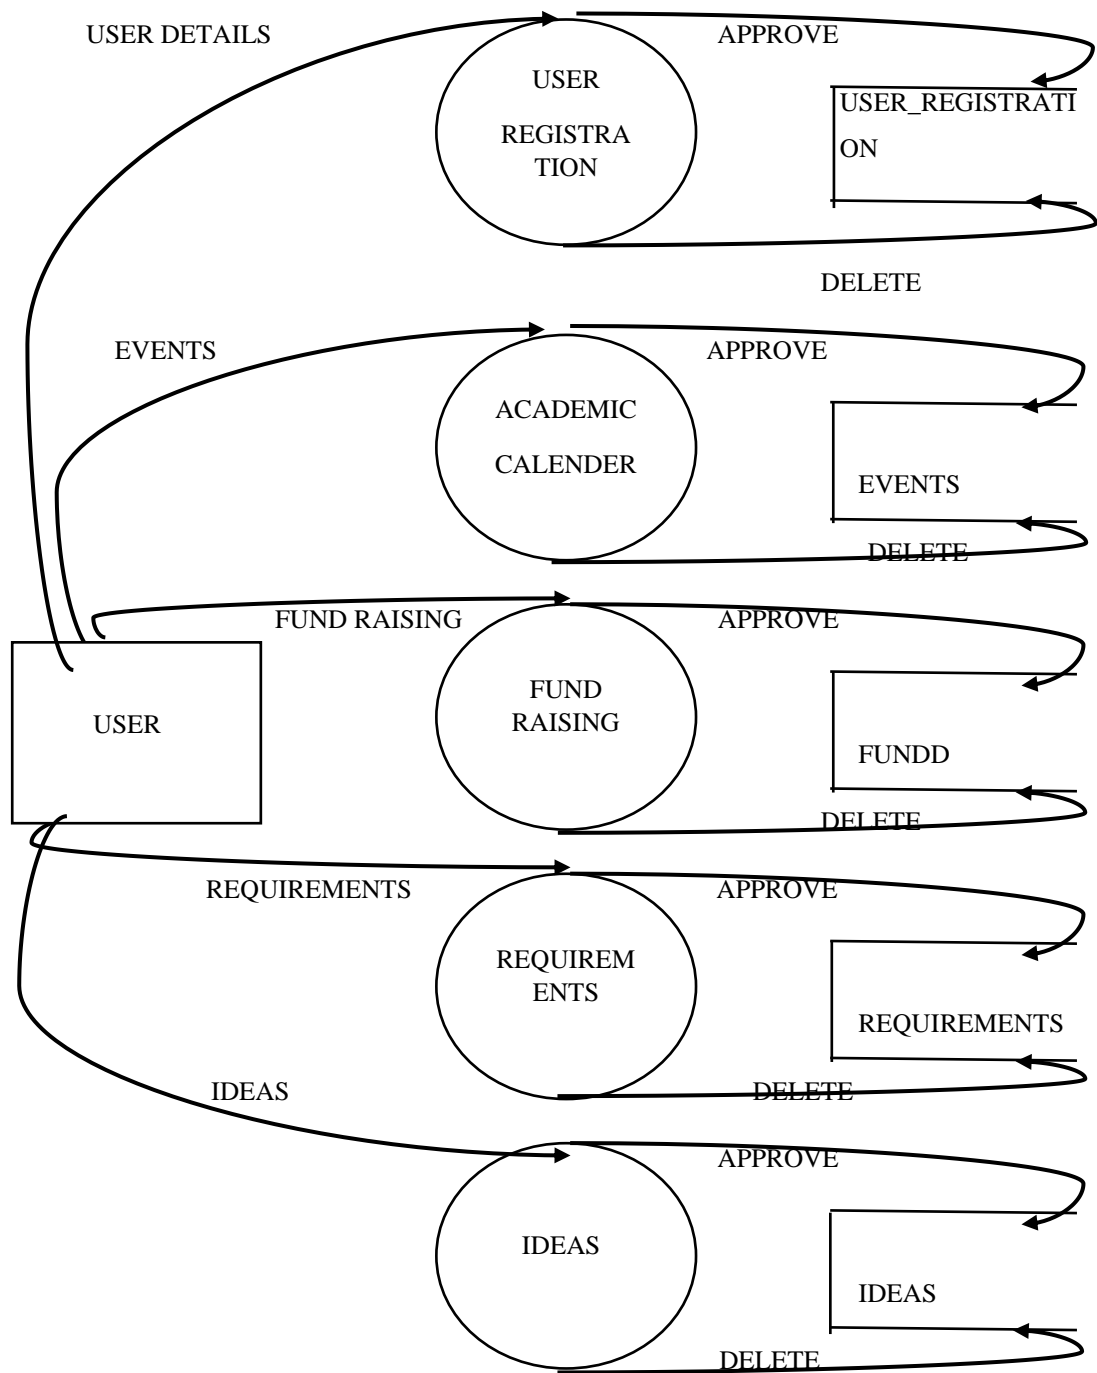 USER DETAILS
APPROVE
USER
REGISTRA
TION
USER_REGISTRATI
ON
DELETE
EVENTS
APPROVE
ACADEMIC
CALENDER
EVENTS
DELETE
FUND RAISING
APPROVE
USER
FUND
RAISING
FUNDD
DELETE
REQUIREMENTS
APPROVE
REQUIREM
ENTS
REQUIREMENTS
IDEAS
DELETE
APPROVE
IDEAS
IDEAS
DELETE